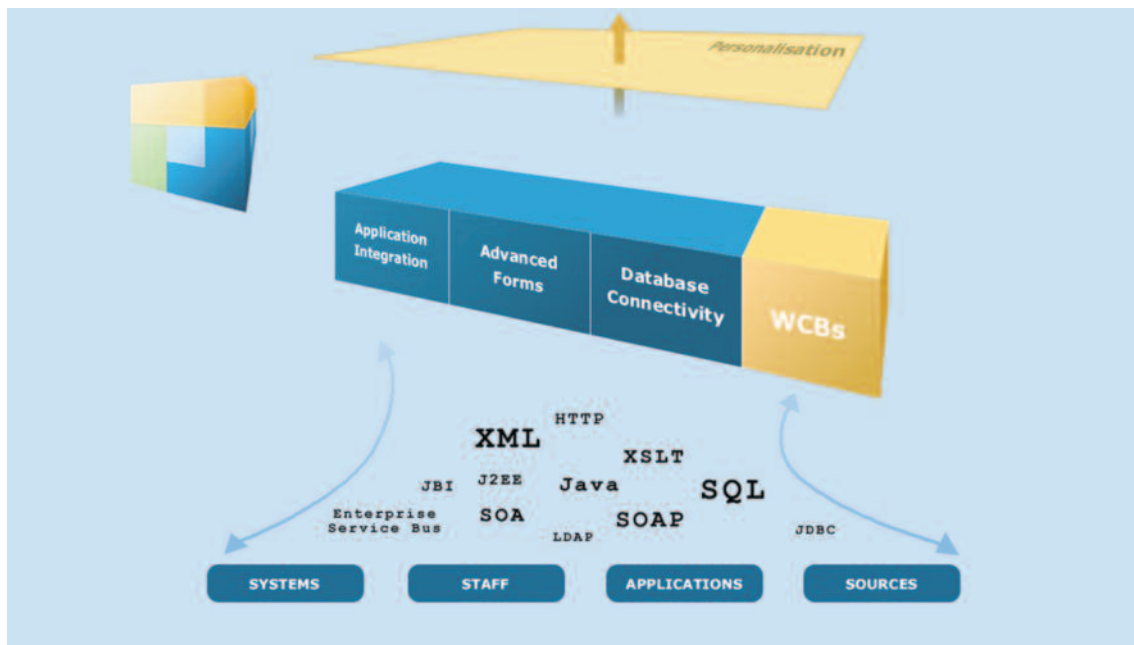 Personalisation
Application
Integration
Advanced
Forms
Database
Connectivity
WCBs
HTTP
XML
XSLT
JBI
J2EE
Java
SQL
Enterprise
Service Bus
SOA
SOAP
LDAP
JDBC
SYSTEMS
STAFF
APPLICATIONS
SOURCES